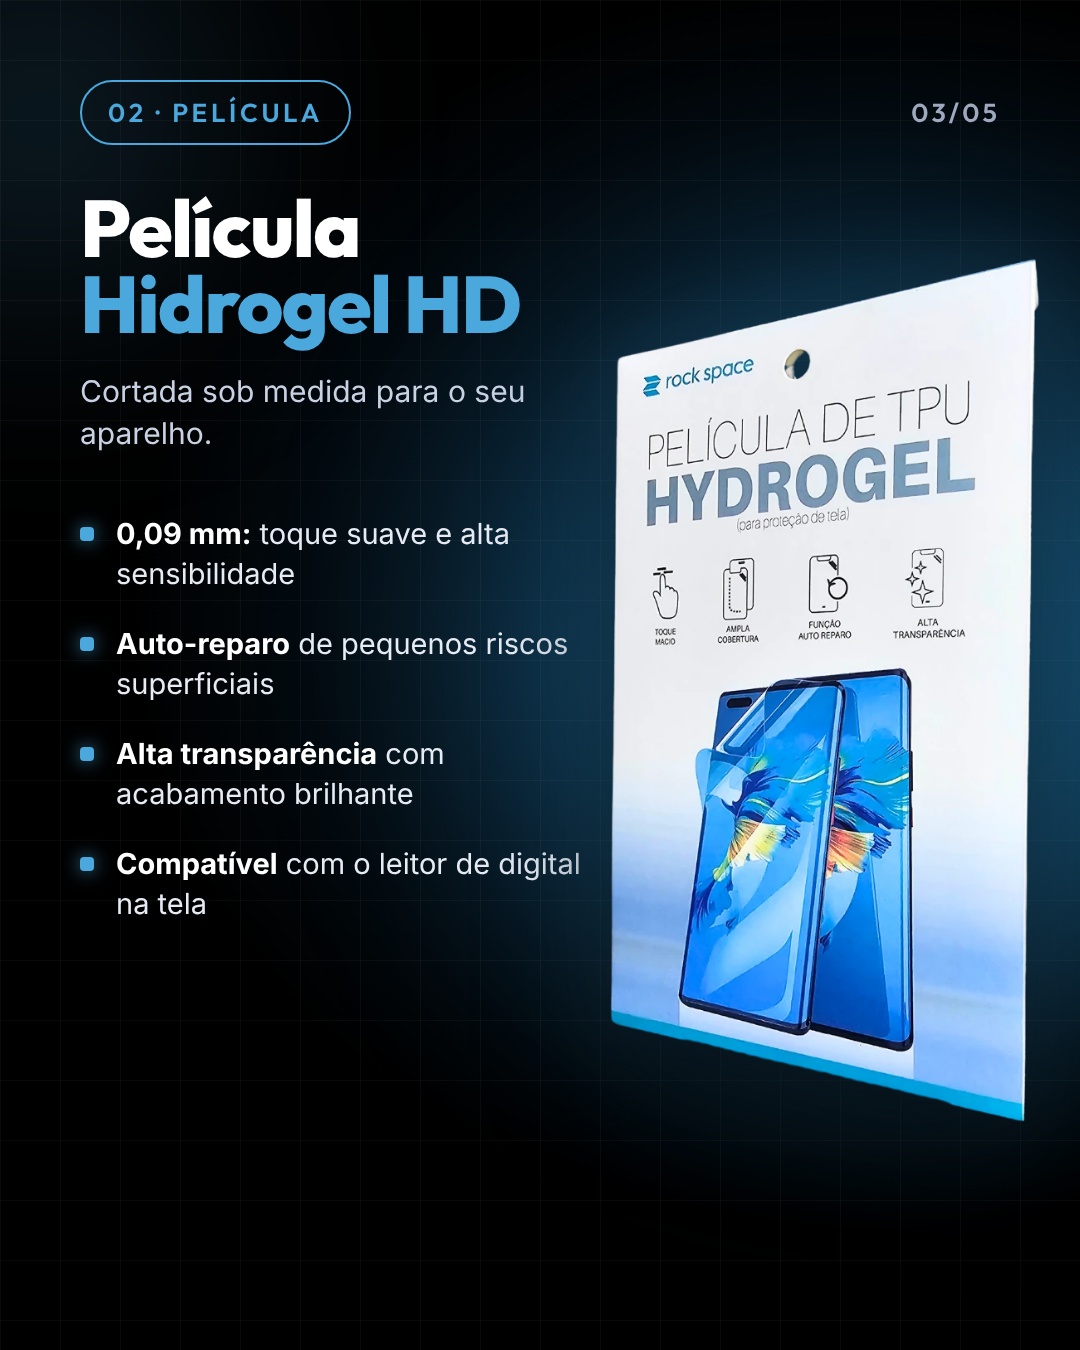 02 · PELÍCULA
03/05
Película
Hidrogel HD
Cortada sob medida para o seu
aparelho.
0,09 mm: toque suave e alta
sensibilidade
Auto-reparo de pequenos riscos
superficiais
Alta transparência com
acabamento brilhante
Compatível com o leitor de digital
na tela
rock space
PELÍCULA DE TPU
HYDROGEL
(para proteção de tela)
TOQUE
MACIO
AMPLA
COBERTURA
FUNÇÃO
AUTO REPARO
ALTA
TRANSPARÊNCIA